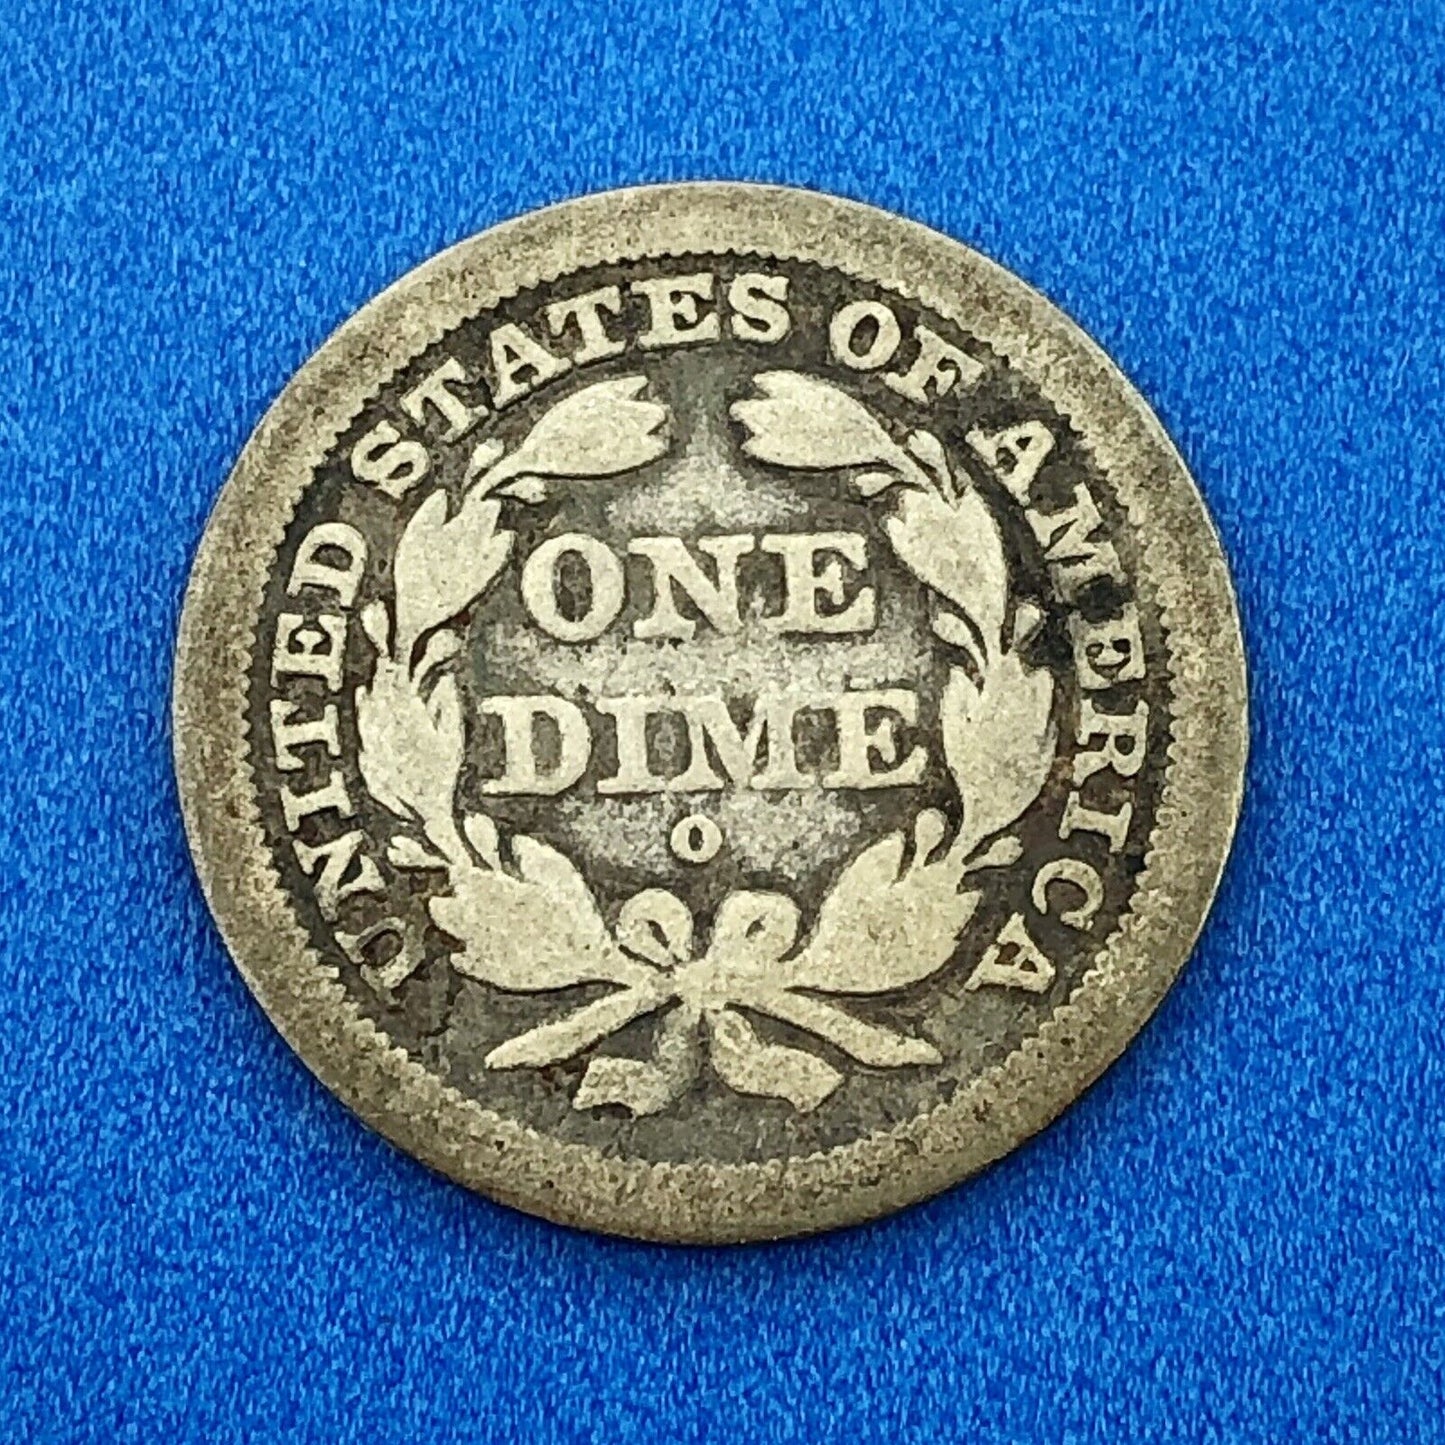 UNITED STATES OF AMERICA
ONE
DIME
O